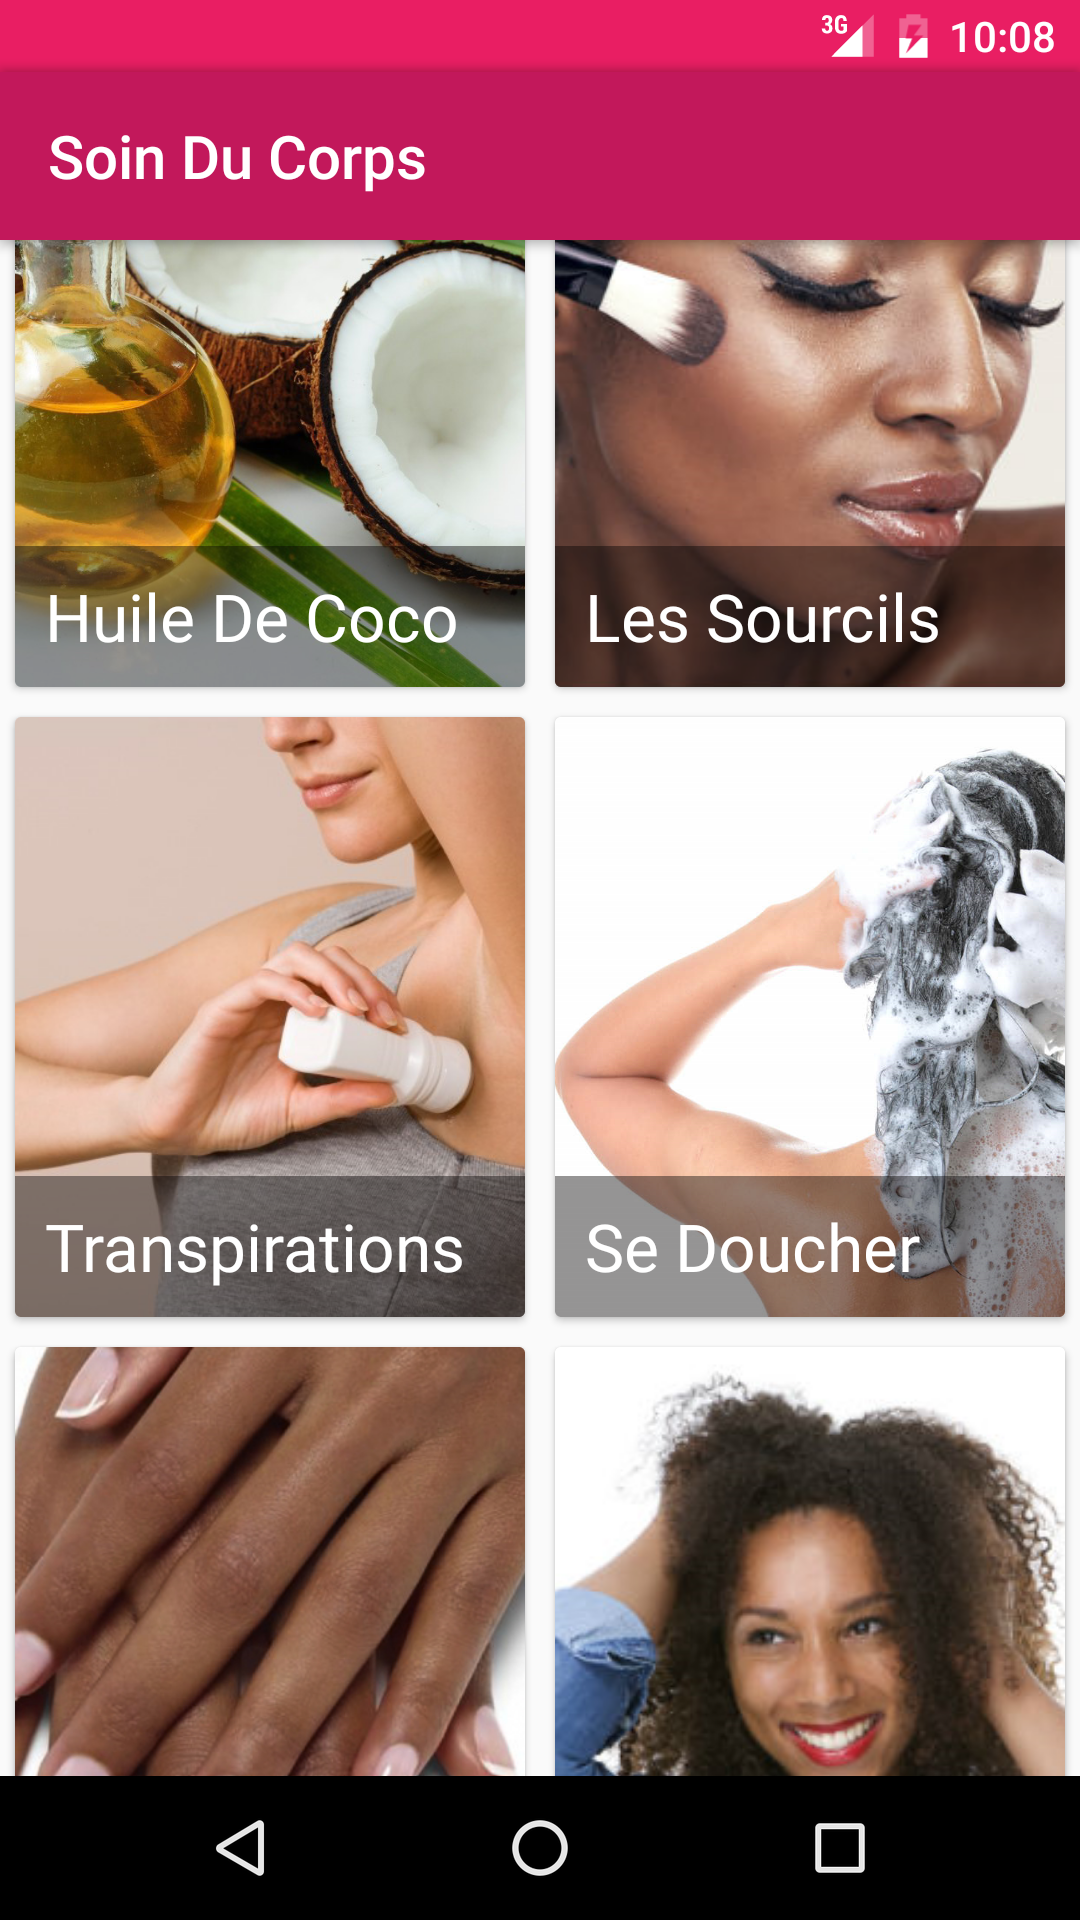 3G 10:08
Soin Du Corps
Huile De Coco
Les Sourcils
Transpirations
Se Doucher